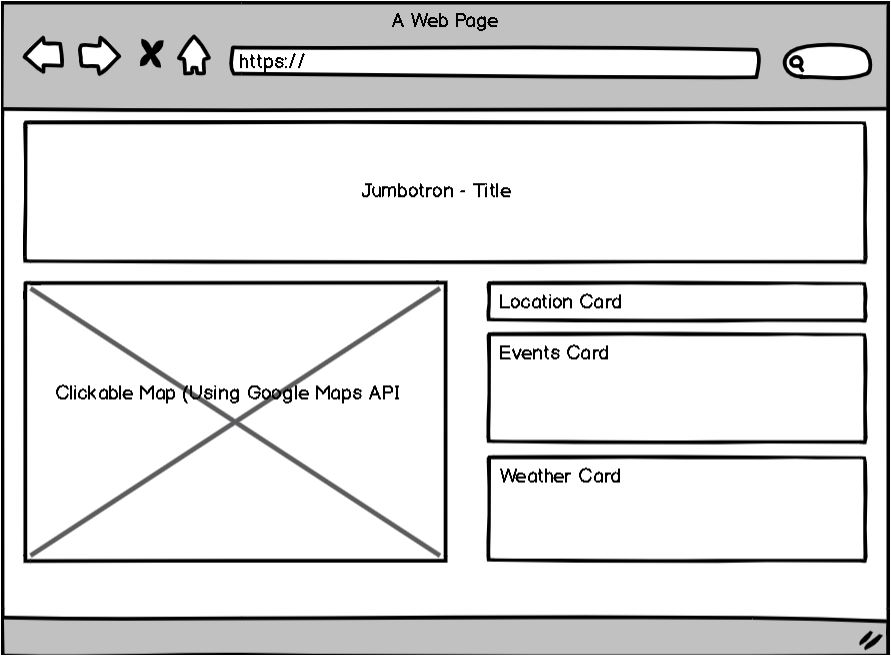 A Web Page
https://
Jumbotron - Title
Location Card
Events Card
Clickable Map (Using Google Maps API
Weather Card